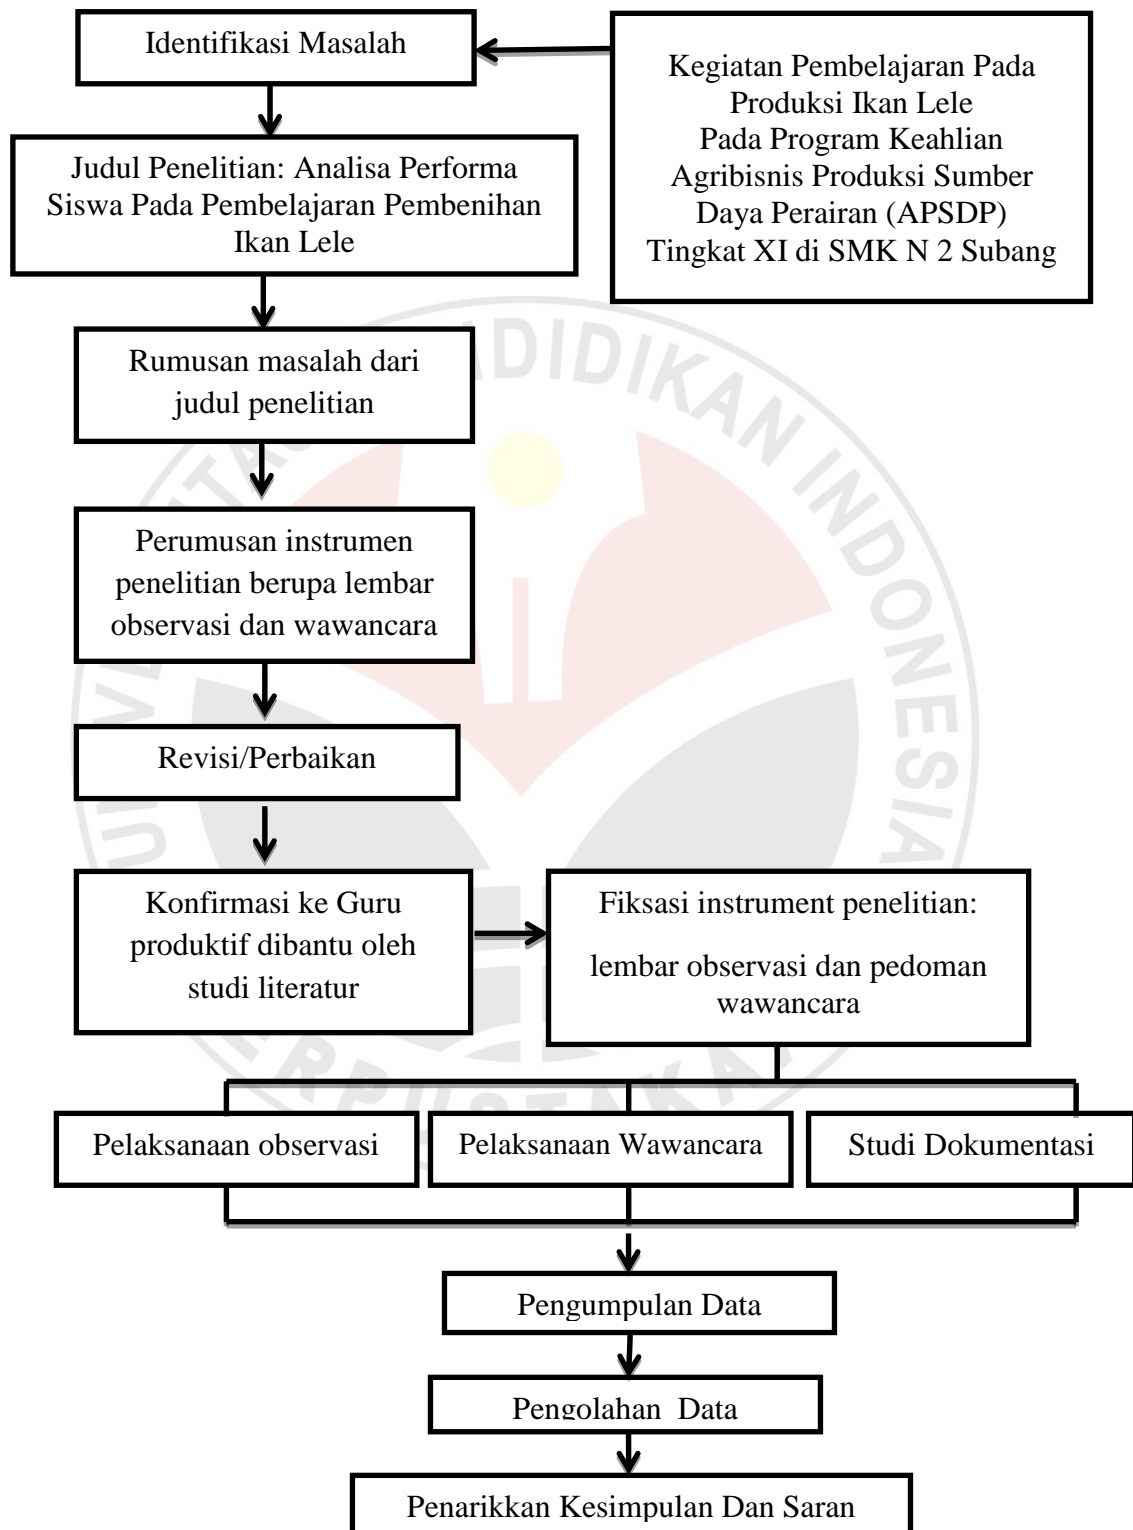 Identifikasi Masalah
Kegiatan Pembelajaran Pada
Produksi Ikan Lele
Pada Program Keahlian
Agribisnis Produksi Sumber
Daya Perairan (APSDP)
Tingkat XI di SMK N 2 Subang
Judul Penelitian: Analisa Performa
Siswa Pada Pembelajaran Pembenihan
Ikan Lele
Rumusan masalah dari
judul penelitian
Perumusan instrumen
penelitian berupa lembar
observasi dan wawancara
Revisi/Perbaikan
Konfirmasi ke Guru
produktif dibantu oleh
studi literatur
Fiksasi instrument penelitian:
lembar observasi dan pedoman
wawancara
Pelaksanaan observasi
Pelaksanaan Wawancara
Studi Dokumentasi
Pengumpulan Data
Pengolahan Data
Penarikkan Kesimpulan Dan Saran
INDONESIA